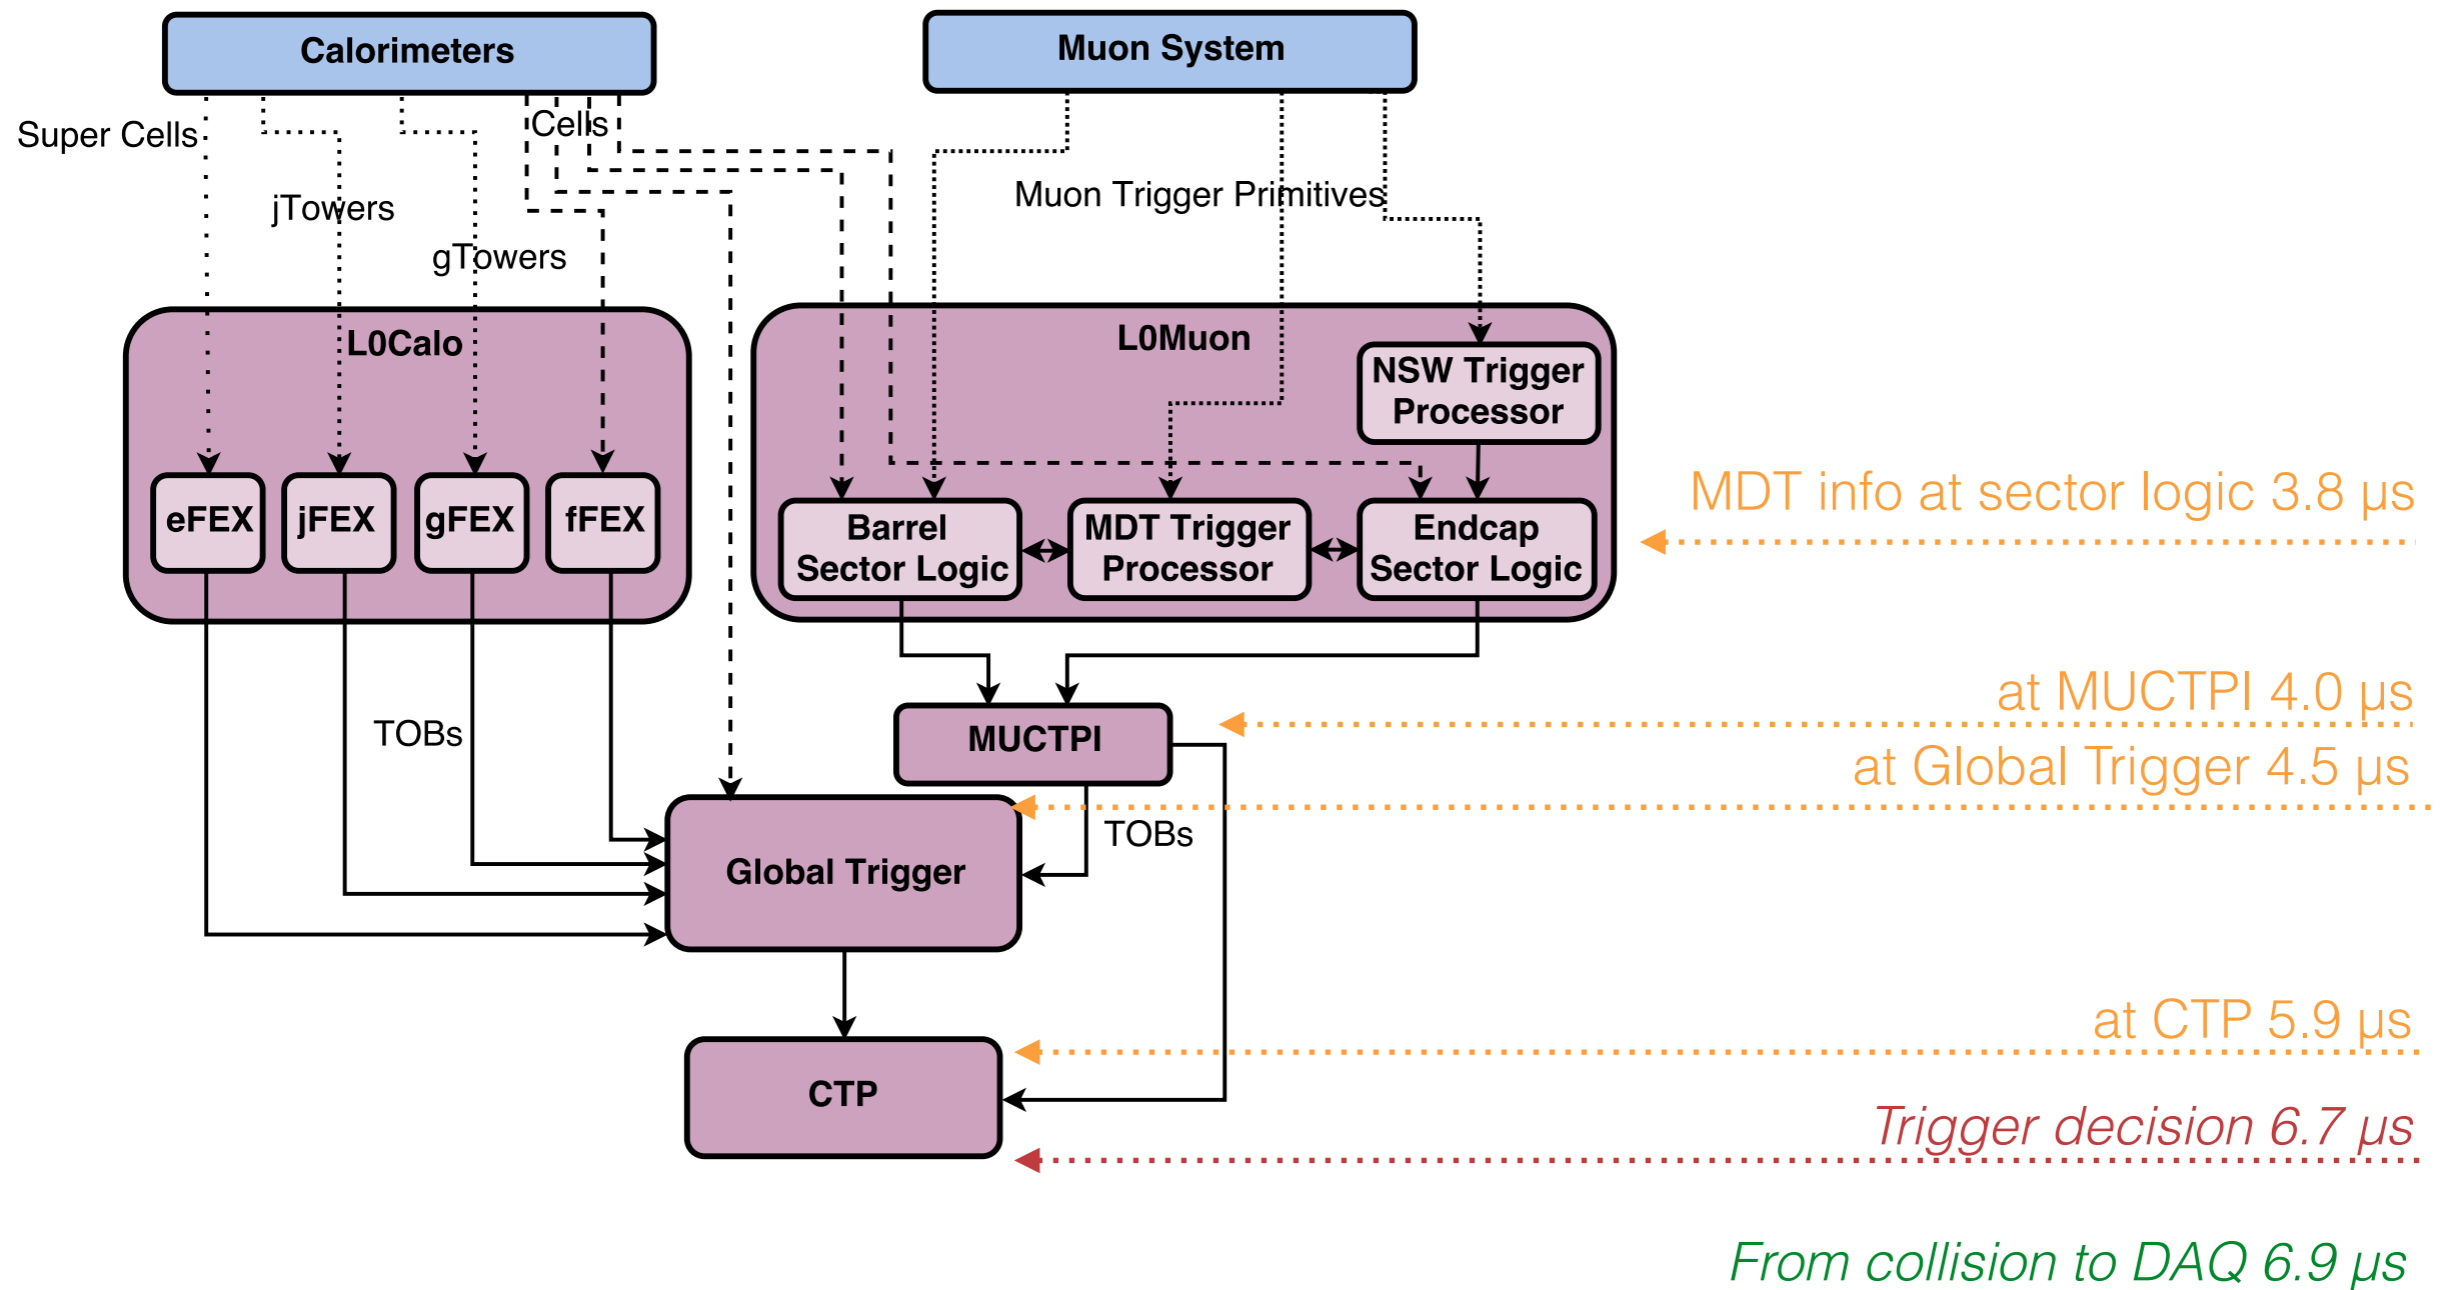 Calorimeters
Muon System
Super Cells
Cells
jTowers
Muon Trigger Primitives
gTowers
L0Calo
L0Muon
NSW Trigger
Processor
eFEX
jFEX
gFEX
fFEX
Barrel
Sector Logic
MDT Trigger
Processor
Endcap
Sector Logic
MDT info at sector logic 3.8 µs
at MUCTPI 4.0 µs
TOBs
MUCTPI
at Global Trigger 4.5 µs
TOBs
Global Trigger
at CTP 5.9 µs
CTP
Trigger decision 6.7 µs
From collision to DAQ 6.9 µs